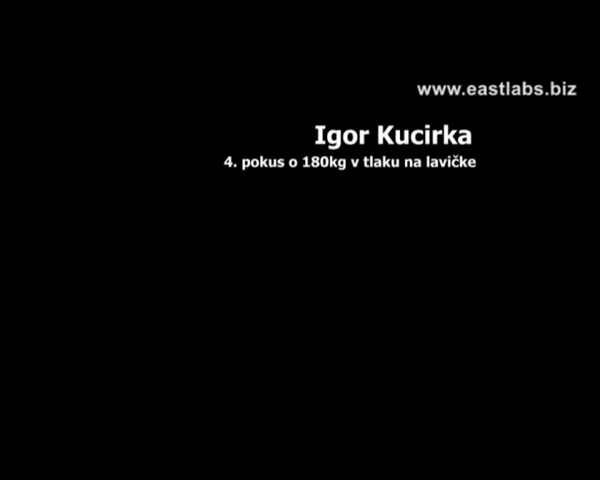 www.eastlabs.biz
Igor Kucirka
4. pokus o 180kg v tlaku na lavičke